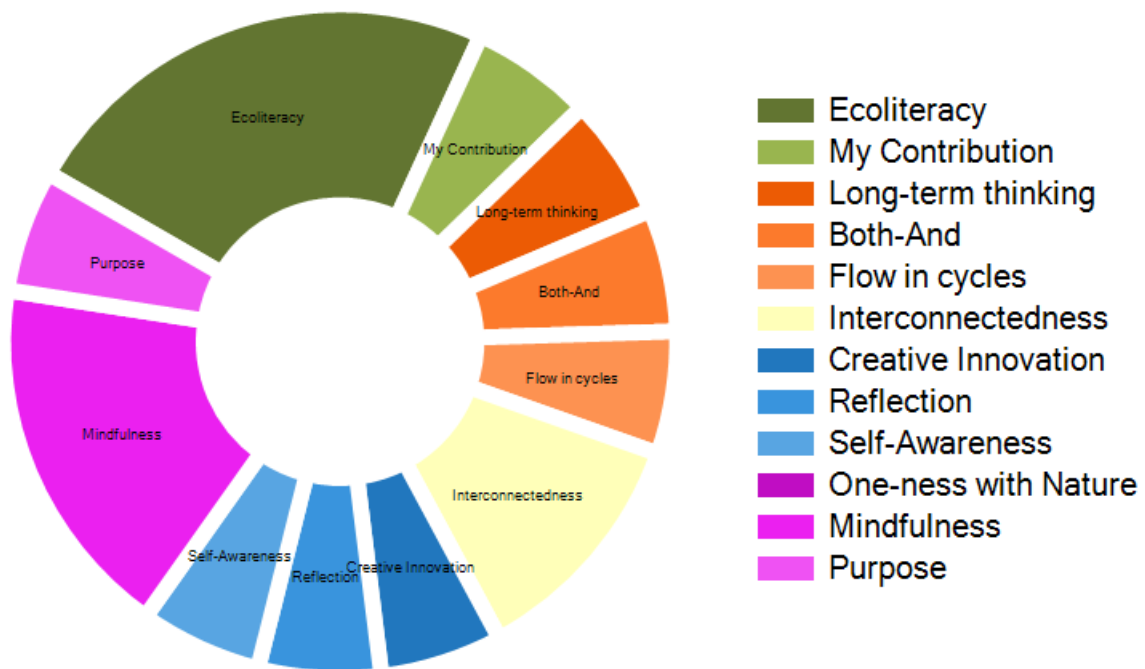 Ecoliteracy
My Contribution
Long-term thinking
Both-And
Flow in cycles
Interconnectedness
Creative Innovation
Reflection
Self-Awareness
Mindfulness
Purpose
Ecoliteracy
My Contribution
Long-term thinking
Both-And
Flow in cycles
Interconnectedness
Creative Innovation
Reflection
Self-Awareness
One-ness with Nature
Mindfulness
Purpose